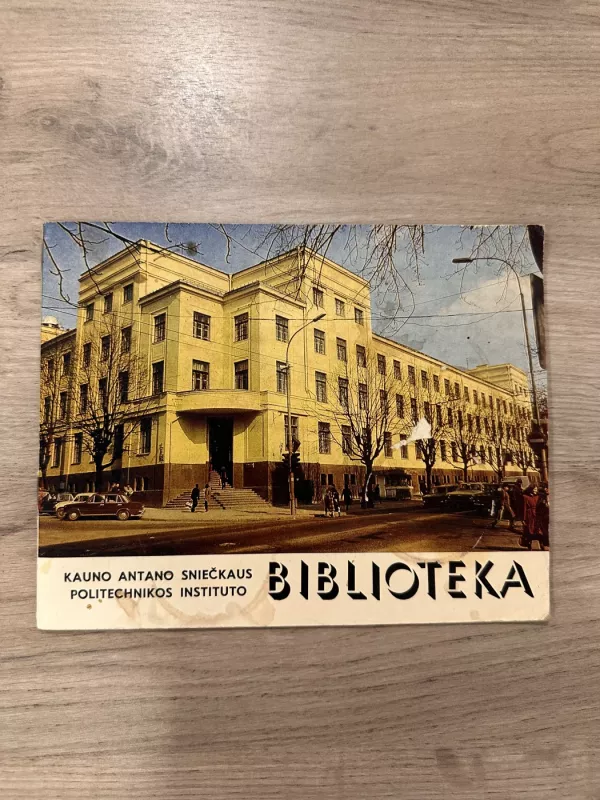 KAUNO ANTANO SNIEČKAUS
POLITECHNIKOS INSTITUTO
BIBLIOTEKA